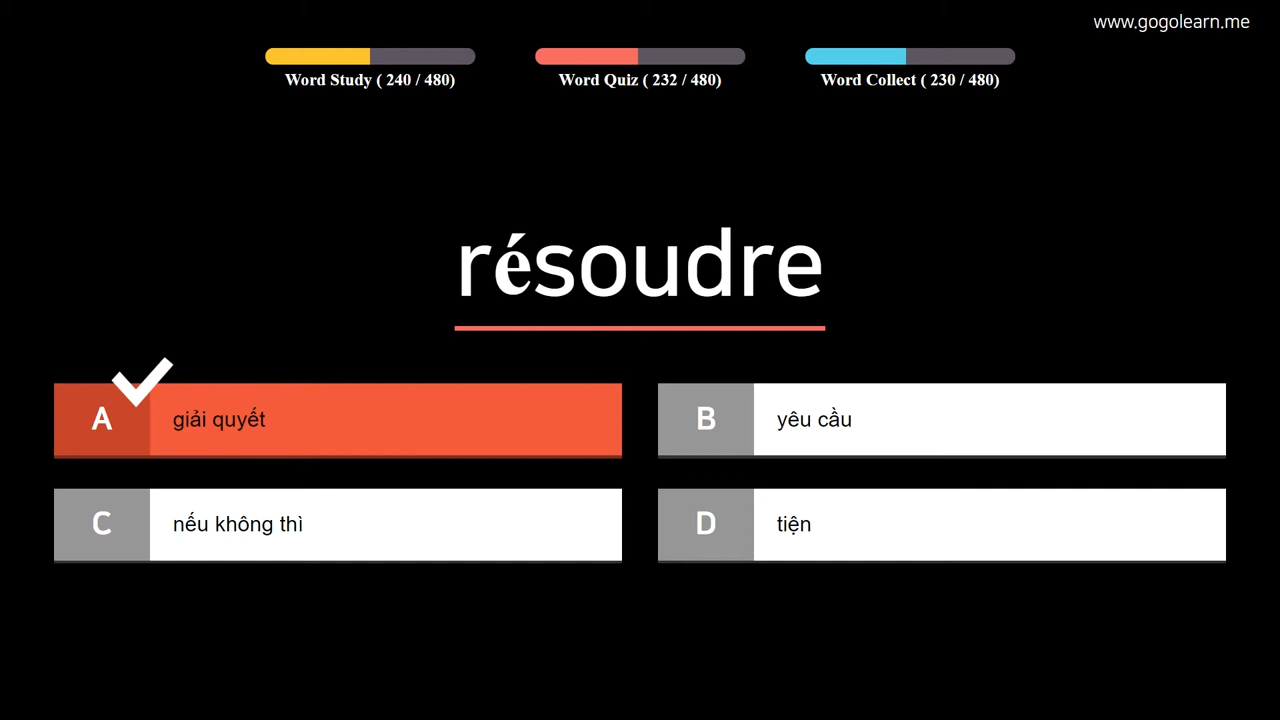 www.gogolearn.me
Word Study ( 240 / 480)
Word Quiz ( 232 / 480)
Word Collect ( 230 / 480)
résoudre
A giải quyết
B yêu cầu
C nếu không thì
D tiện